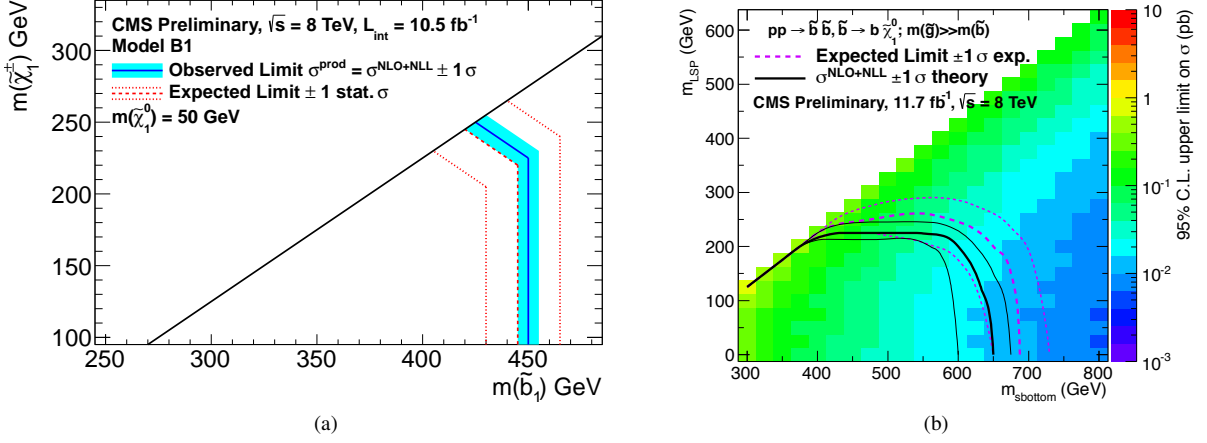 CMS Preliminary, √s = 8 TeV, L_int = 10.5 fb⁻¹
Model B1
Observed Limit σ^prod = σ^NLO+NLL ± 1 σ
Expected Limit ± 1 stat. σ
m(χ̃₁⁰) = 50 GeV
m(χ̃₁^±) GeV
300
250
200
150
100
250 300 350 400 450
m(b̃₁) GeV
(a)
pp → b̃ b̃, b̃ → b χ̃₁⁰; m(g̃)>>m(b̃)
Expected Limit ±1 σ exp.
σ^NLO+NLL ±1 σ theory
CMS Preliminary, 11.7 fb⁻¹, √s = 8 TeV
m_LSP (GeV)
600
500
400
300
200
100
0
300 400 500 600 700 800
m_sbottom (GeV)
10
1
10⁻¹
10⁻²
10⁻³
95% C.L. upper limit on σ (pb)
(b)